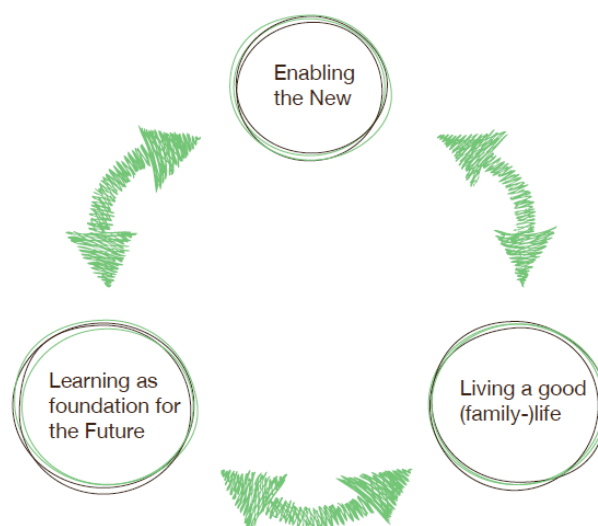 Enabling
the New
Learning as
foundation for
the Future
Living a good
(family-)life